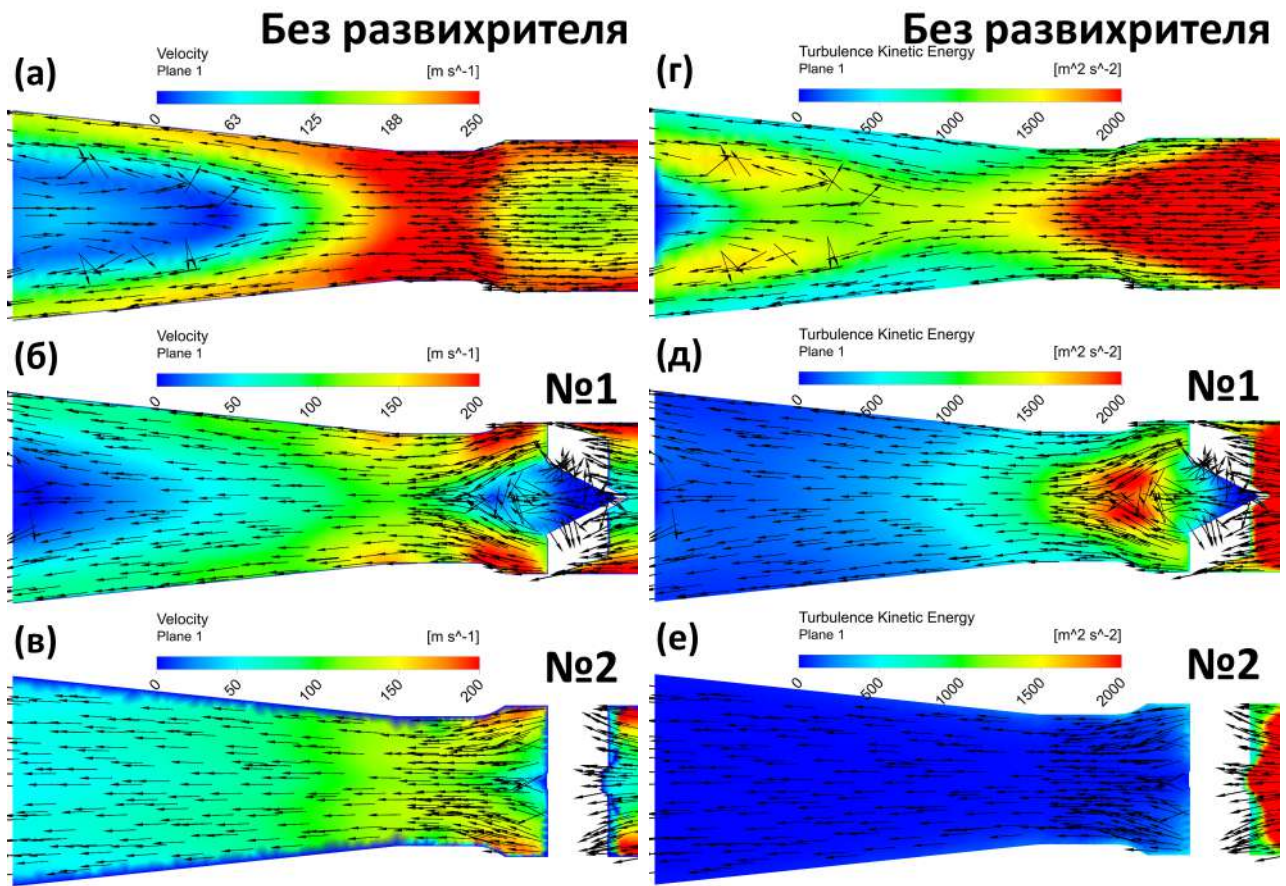 Без развихрителя
(а)
Velocity
Plane 1
[m s^-1]
0 63 125 188 250
Без развихрителя
(г)
Turbulence Kinetic Energy
Plane 1
[m^2 s^-2]
0 500 1000 1500 2000
(б)
Velocity
Plane 1
[m s^-1]
0 50 100 150 200
№1
(д)
Turbulence Kinetic Energy
Plane 1
[m^2 s^-2]
0 500 1000 1500 2000
№1
(в)
Velocity
Plane 1
[m s^-1]
0 50 100 150 200
№2
(е)
Turbulence Kinetic Energy
Plane 1
[m^2 s^-2]
0 500 1000 1500 2000
№2